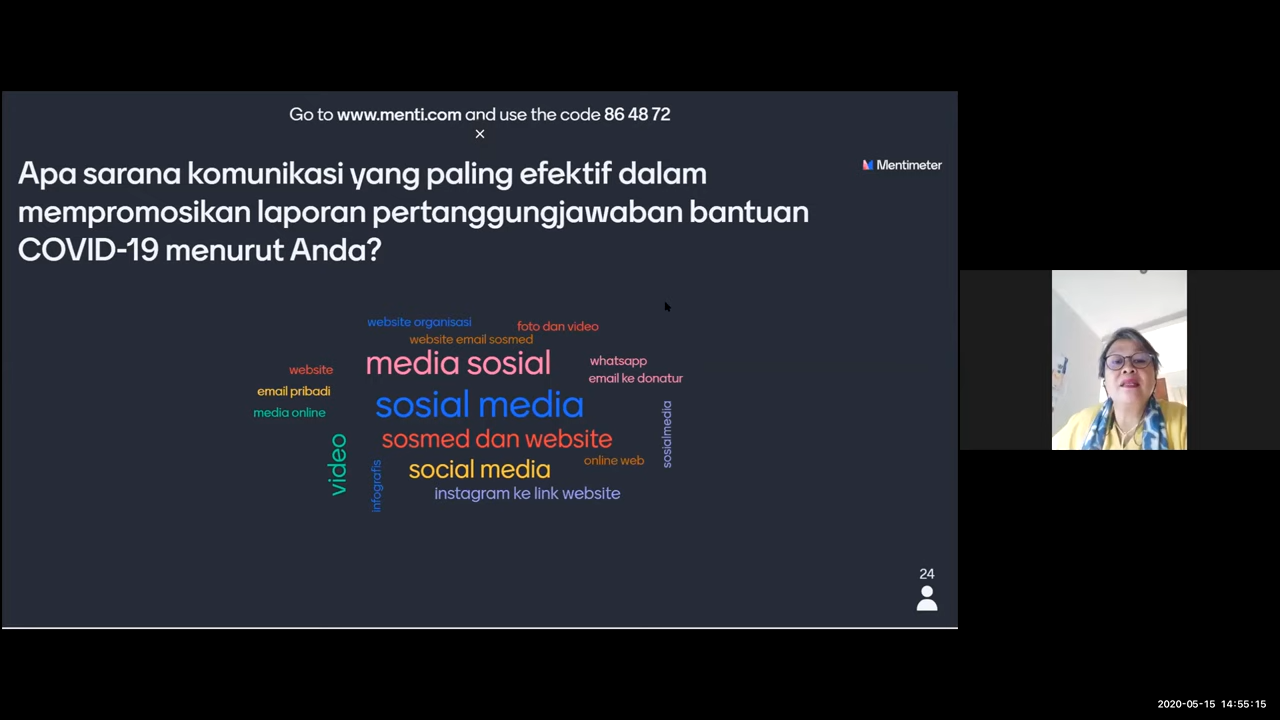 Go to www.menti.com and use the code 86 48 72
Mentimeter
Apa sarana komunikasi yang paling efektif dalam
mempromosikan laporan pertanggungjawaban bantuan
COVID-19 menurut Anda?
website organisasi
foto dan video
website email sosmed
media sosial
whatsapp
website
email ke donatur
email pribadi
sosial media
media online
sosialmedia
sosmed dan website
video
online web
social media
infografis
instagram ke link website
24
2020-05-15 14:55:15